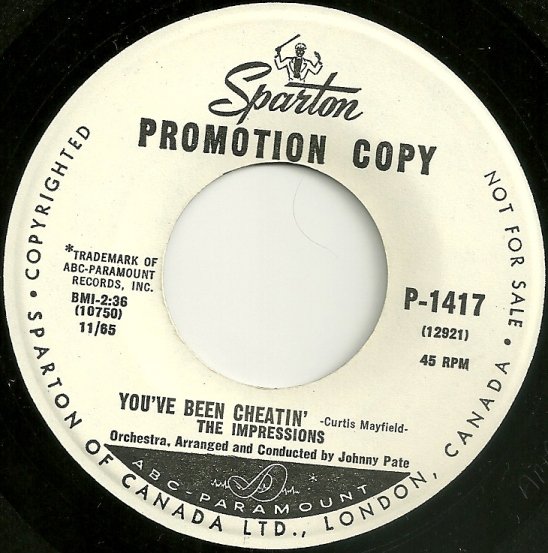 Sparton
PROMOTION COPY
*TRADEMARK OF
ABC-PARAMOUNT
RECORDS, INC.
BMI-2:36
(10750)
11/65
P-1417
(12921)
45 RPM
YOU'VE BEEN CHEATIN' -Curtis Mayfield-
THE IMPRESSIONS
Orchestra, Arranged and Conducted by Johnny Pate
ABC-PARAMOUNT
COPYRIGHTED • SPARTON OF CANADA LTD., LONDON, CANADA • NOT FOR SALE